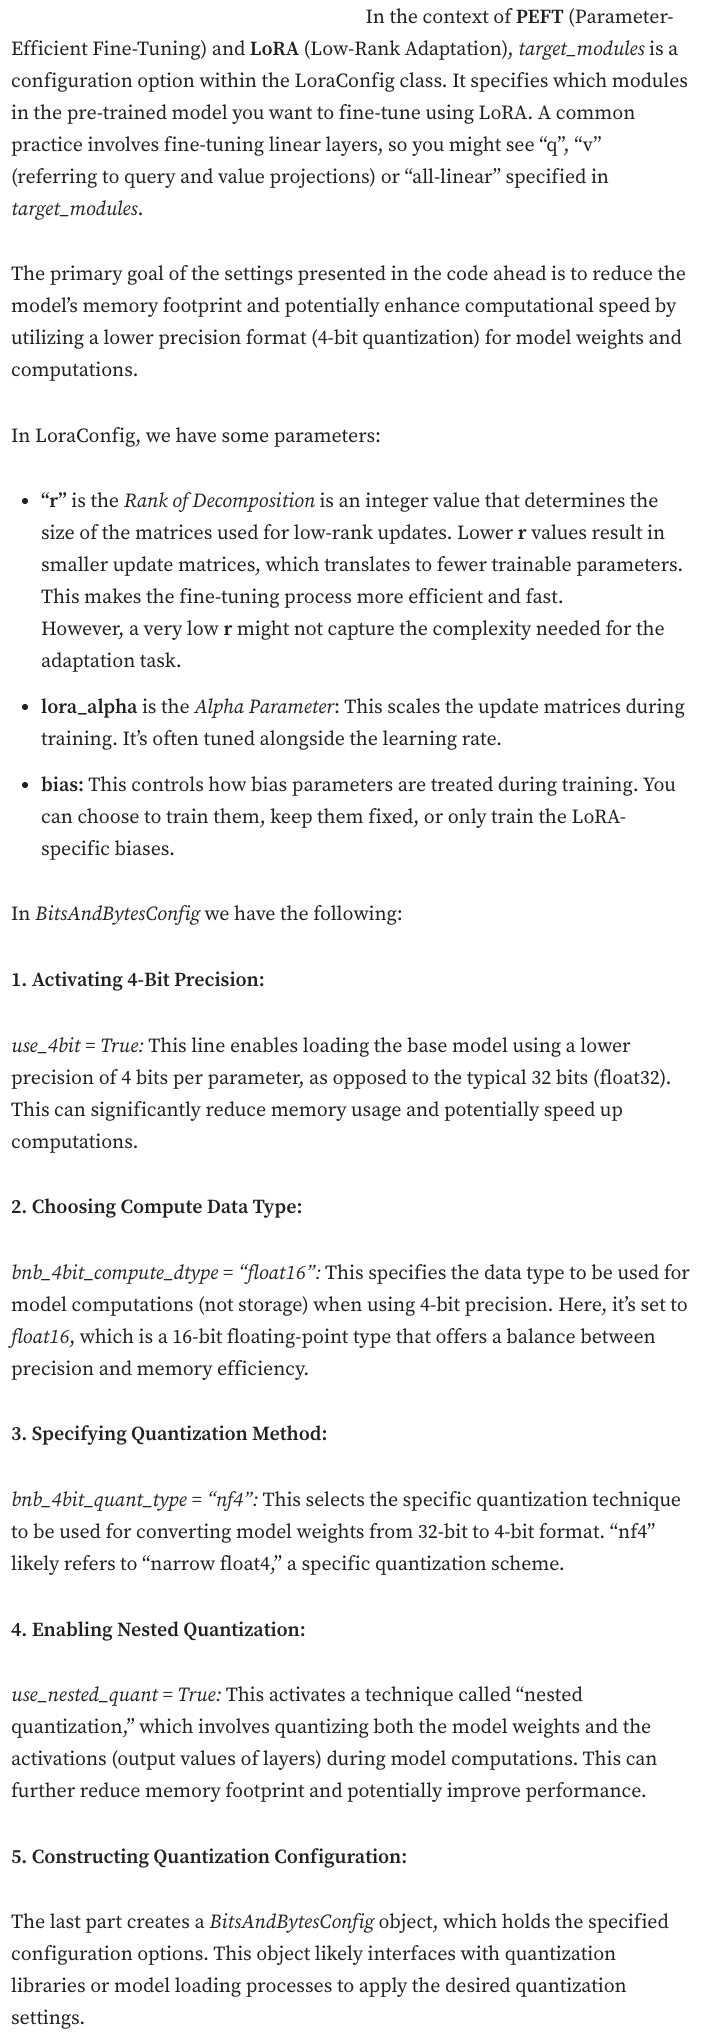 In the context of PEFT (Parameter-
Efficient Fine-Tuning) and LoRA (Low-Rank Adaptation), target_modules is a
configuration option within the LoraConfig class. It specifies which modules
in the pre-trained model you want to fine-tune using LoRA. A common
practice involves fine-tuning linear layers, so you might see “q”, “v”
(referring to query and value projections) or “all-linear” specified in
target_modules.
The primary goal of the settings presented in the code ahead is to reduce the
model’s memory footprint and potentially enhance computational speed by
utilizing a lower precision format (4-bit quantization) for model weights and
computations.
In LoraConfig, we have some parameters:
• “r” is the Rank of Decomposition is an integer value that determines the
size of the matrices used for low-rank updates. Lower r values result in
smaller update matrices, which translates to fewer trainable parameters.
This makes the fine-tuning process more efficient and fast.
However, a very low r might not capture the complexity needed for the
adaptation task.
• lora_alpha is the Alpha Parameter: This scales the update matrices during
training. It’s often tuned alongside the learning rate.
• bias: This controls how bias parameters are treated during training. You
can choose to train them, keep them fixed, or only train the LoRA-
specific biases.
In BitsAndBytesConfig we have the following:
1. Activating 4-Bit Precision:
use_4bit = True: This line enables loading the base model using a lower
precision of 4 bits per parameter, as opposed to the typical 32 bits (float32).
This can significantly reduce memory usage and potentially speed up
computations.
2. Choosing Compute Data Type:
bnb_4bit_compute_dtype = “float16”: This specifies the data type to be used for
model computations (not storage) when using 4-bit precision. Here, it’s set to
float16, which is a 16-bit floating-point type that offers a balance between
precision and memory efficiency.
3. Specifying Quantization Method:
bnb_4bit_quant_type = “nf4”: This selects the specific quantization technique
to be used for converting model weights from 32-bit to 4-bit format. “nf4”
likely refers to “narrow float4,” a specific quantization scheme.
4. Enabling Nested Quantization:
use_nested_quant = True: This activates a technique called “nested
quantization,” which involves quantizing both the model weights and the
activations (output values of layers) during model computations. This can
further reduce memory footprint and potentially improve performance.
5. Constructing Quantization Configuration:
The last part creates a BitsAndBytesConfig object, which holds the specified
configuration options. This object likely interfaces with quantization
libraries or model loading processes to apply the desired quantization
settings.